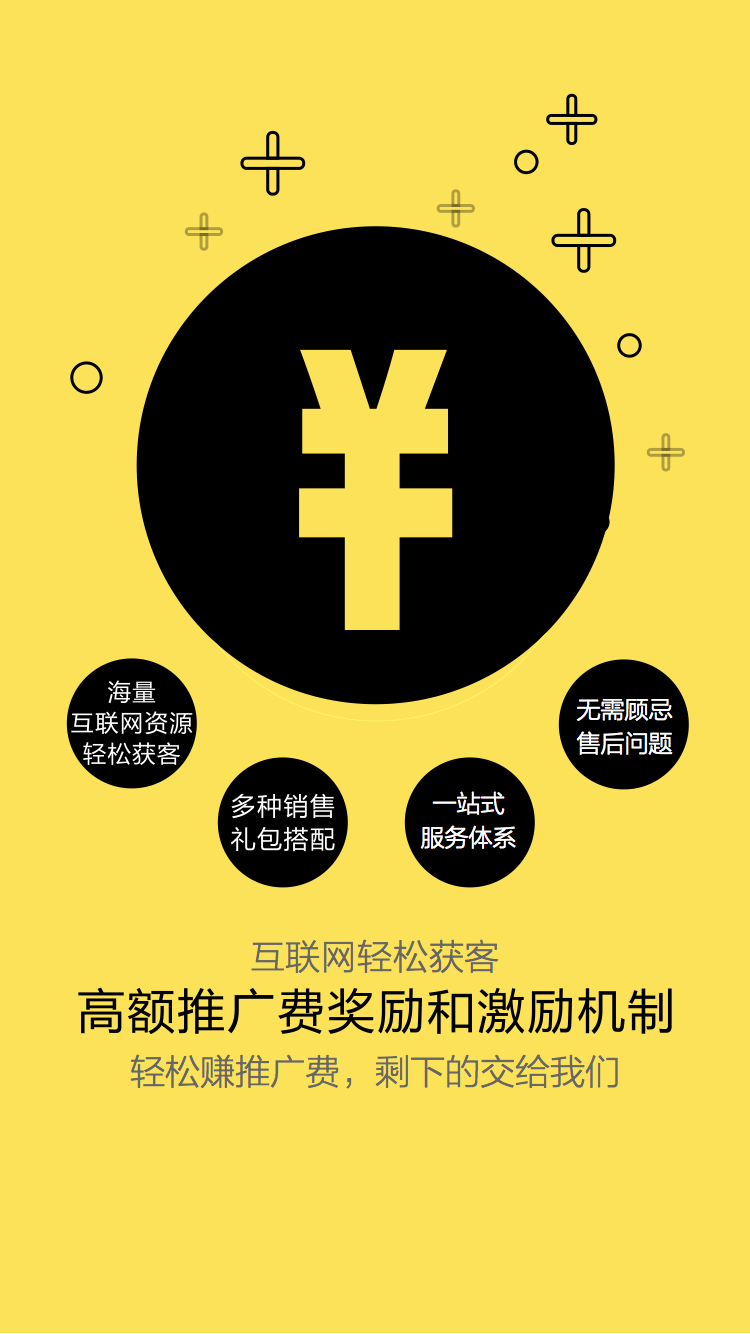 ¥
海量
互联网资源
轻松获客
多种销售
礼包搭配
一站式
服务体系
无需顾忌
售后问题
互联网轻松获客
高额推广费奖励和激励机制
轻松赚推广费，剩下的交给我们